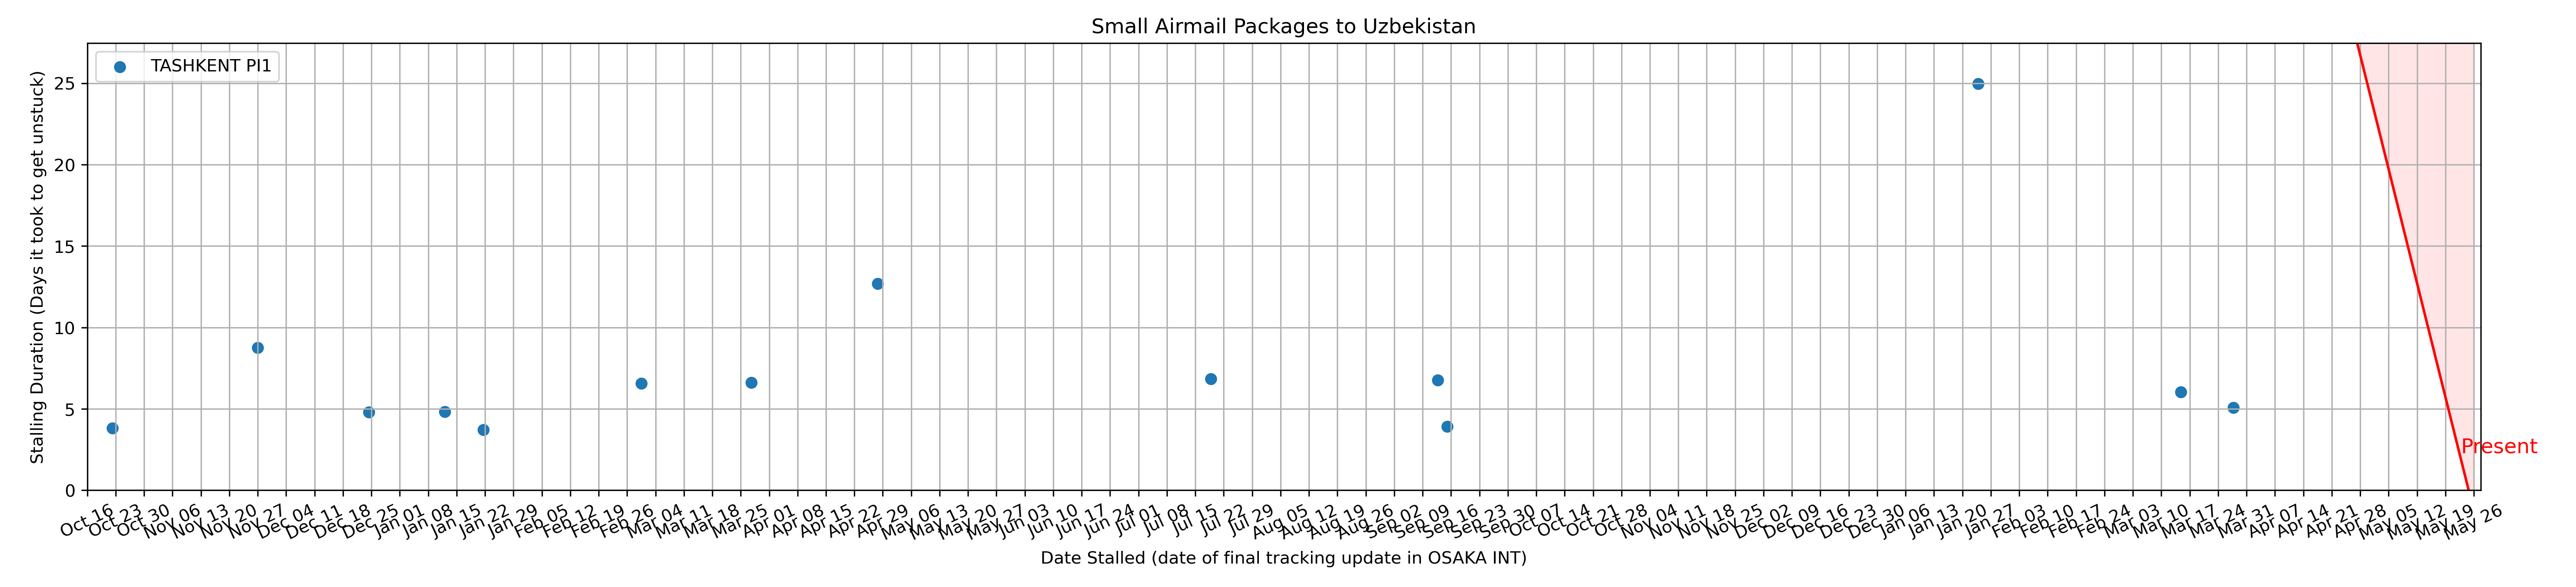 Small Airmail Packages to Uzbekistan
TASHKENT PI1
Stalling Duration (Days it took to get unstuck)
25
20
15
10
5
0
Present
Oct 16 Oct 23 Oct 30 Nov 06 Nov 13 Nov 20 Nov 27 Dec 04 Dec 11 Dec 18 Dec 25 Jan 01 Jan 08 Jan 15 Jan 22 Jan 29 Feb 05 Feb 12 Feb 19 Feb 26 Mar 04 Mar 11 Mar 18 Mar 25 Apr 01 Apr 08 Apr 15 Apr 22 Apr 29 May 06 May 13 May 20 May 27 Jun 03 Jun 10 Jun 17 Jun 24 Jul 01 Jul 08 Jul 15 Jul 22 Jul 29 Aug 05 Aug 12 Aug 19 Aug 26 Sep 02 Sep 09 Sep 16 Sep 23 Sep 30 Oct 07 Oct 14 Oct 21 Oct 28 Nov 04 Nov 11 Nov 18 Nov 25 Dec 02 Dec 09 Dec 16 Dec 23 Dec 30 Jan 06 Jan 13 Jan 20 Jan 27 Feb 03 Feb 10 Feb 17 Feb 24 Mar 03 Mar 10 Mar 17 Mar 24 Mar 31 Apr 07 Apr 14 Apr 21 Apr 28 May 05 May 12 May 19 May 26
Date Stalled (date of final tracking update in OSAKA INT)